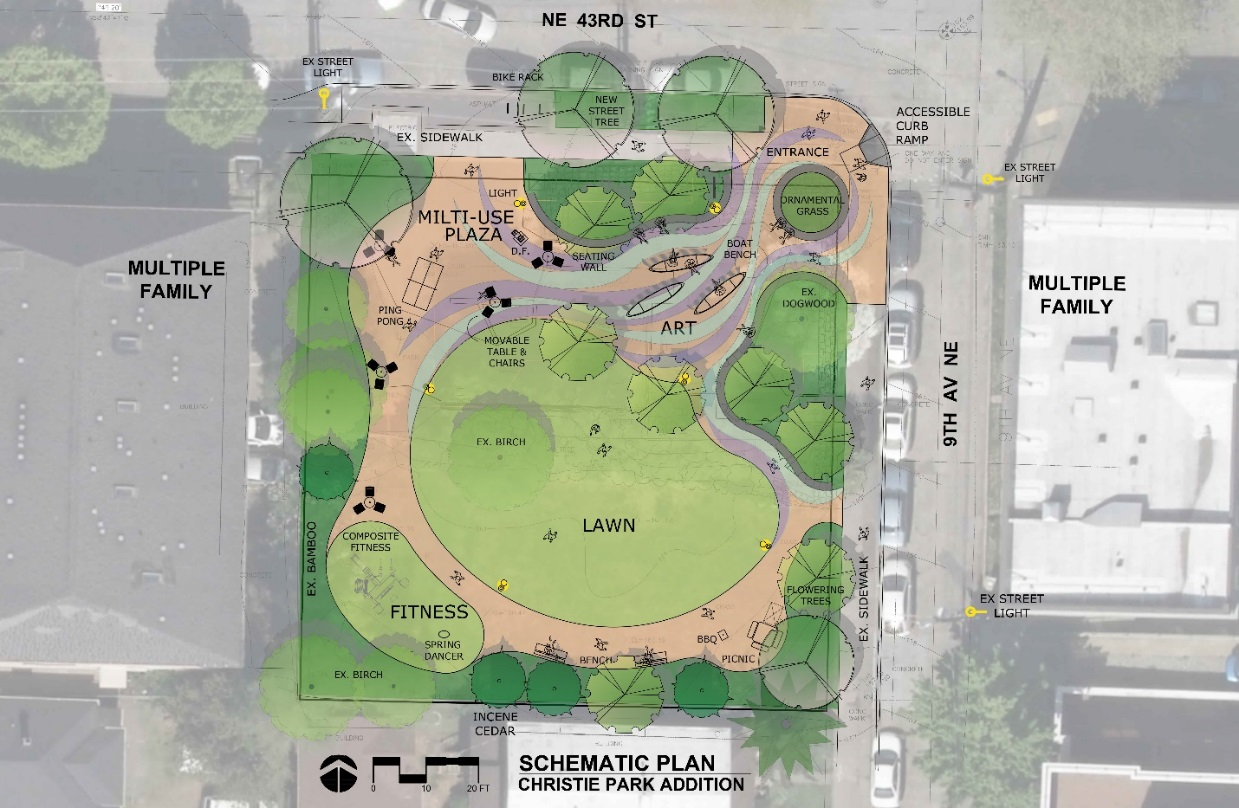 NE 43RD ST
EX STREET
LIGHT
BIKE RACK
NEW
STREET
TREE
ACCESSIBLE
CURB
RAMP
EX. SIDEWALK
ENTRANCE
EX STREET
LIGHT
LIGHT
ORNAMENTAL
GRASS
MILTI-USE
PLAZA
D.F.
SEATING
WALL
BOAT
BENCH
MULTIPLE
FAMILY
MULTIPLE
FAMILY
EX.
DOGWOOD
PING
PONG
ART
MOVABLE
TABLE &
CHAIRS
9TH AV NE
EX. BIRCH
LAWN
EX. BAMBOO
COMPOSITE
FITNESS
FITNESS
SPRING
DANCER
FLOWERING
TREES
EX. SIDEWALK
EX STREET
LIGHT
BBQ
BENCH
PICNIC
EX. BIRCH
INCENE
CEDAR
SCHEMATIC PLAN
CHRISTIE PARK ADDITION
0 10 20 FT